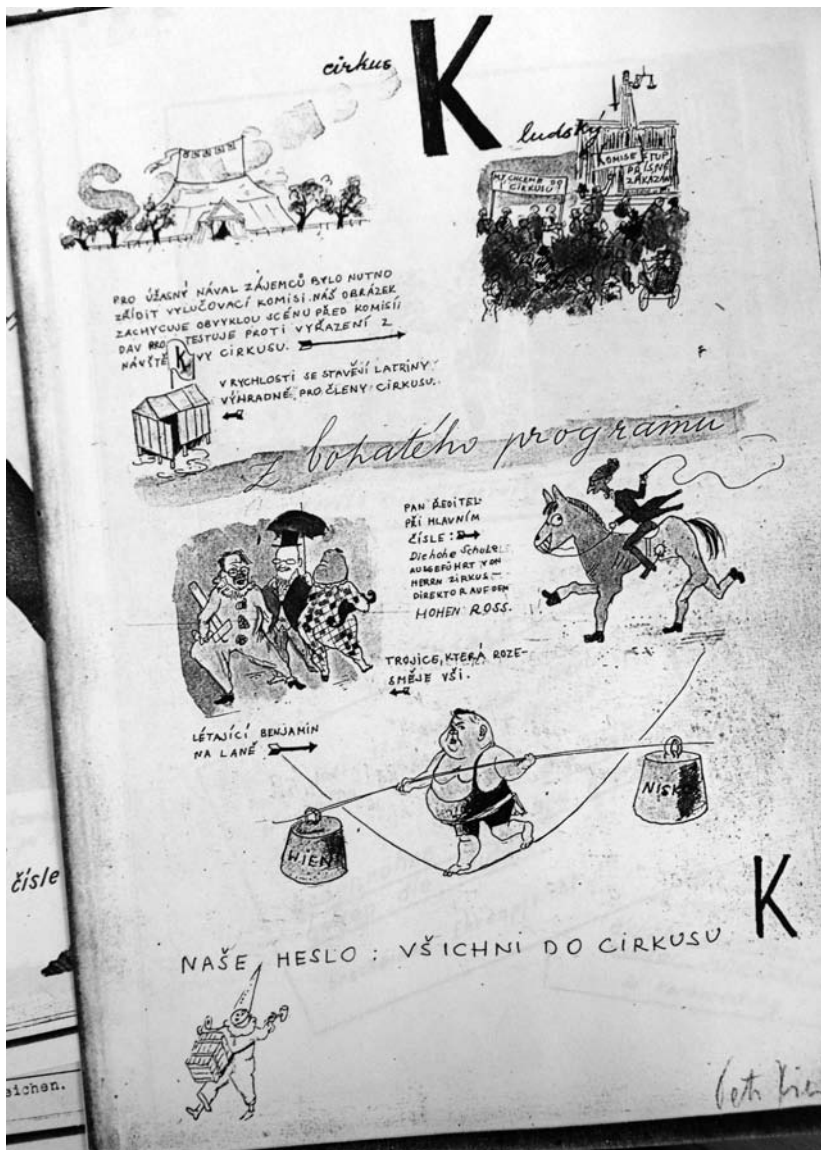 cirkus
K
ludský
KOMISE
MY CHCEME DO
CIRKUSU
PŘÍSNĚ
ZAKÁZÁN
PRO ÚŽASNÝ NÁVAL ZÁJEMCŮ BYLO NUTNO
ZŘÍDIT VYLUČOVACÍ KOMISI. NÁŠ OBRÁZEK
ZACHYCUJE OBVYKLOU SCÉNU PŘED KOMISÍ
DAV PROTESTUJE PROTI VYŘAZENÍ Z
NÁVŠTĚVY CIRKUSU.
K
V RYCHLOSTI SE STAVĚJÍ LATRINY
VÝHRADNĚ PRO ČLENY CIRKUSU.
z bohatého programu
PAN ŘEDITEL
PŘI HLAVNÍM
ČÍSLE:
Die hohe Schule
AUSGEFÜHRT VON
HERRN ZIRKUS-
DIREKTOR AUF DEM
HOHEN ROSS.
TROJICE, KTERÁ ROZE-
SMĚJE VŠI.
LÉTAJÍCÍ BENJAMIN
NA LANĚ
WIEN
NISKO
K
NAŠE HESLO: VŠICHNI DO CIRKUSU
čísle
eichen.